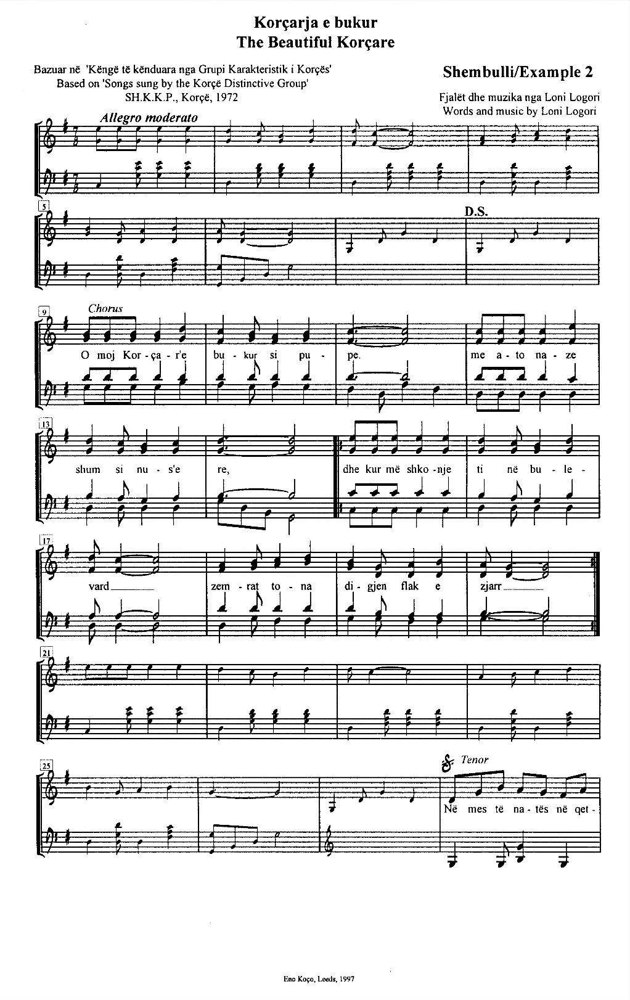 Korçarja e bukur
The Beautiful Korçare
Bazuar në 'Këngë të kënduara nga Grupi Karakteristik i Korçës'
Based on 'Songs sung by the Korçë Distinctive Group'
SH.K.K.P., Korçë, 1972
Shembulli/Example 2
Fjalët dhe muzika nga Loni Logori
Words and music by Loni Logori
Allegro moderato
7
8
7
8
5
D.S.
9
Chorus
O moj Kor - ça - r'e bu - kur si pu - pe. me a - to na - ze
13
shum si nu - s'e re, dhe kur më shko - nje ti në bu - le -
17
vard zem - rat to - na di - gjen flak e zjarr
21
25
Tenor
Në mes të na - tës në qet -
Eno Koço, Leeds, 1997